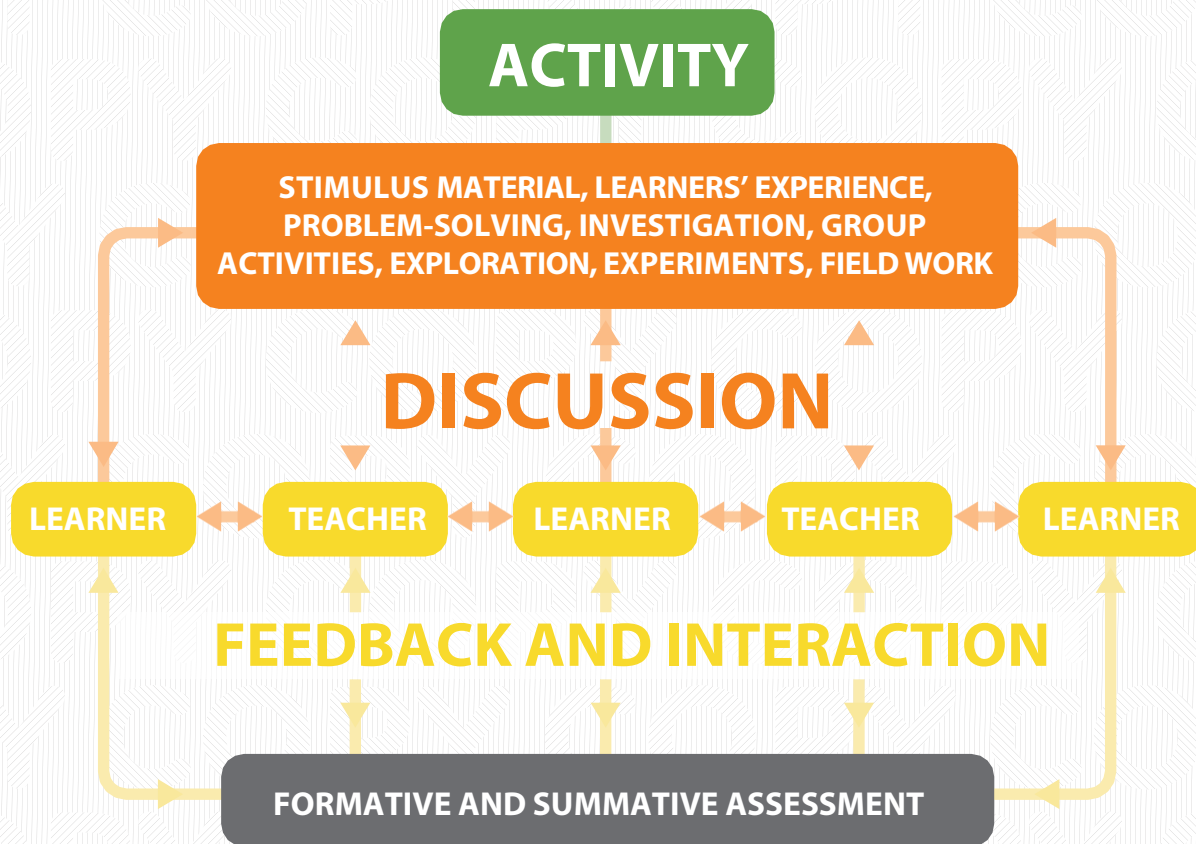 ACTIVITY
STIMULUS MATERIAL, LEARNERS’ EXPERIENCE,
PROBLEM-SOLVING, INVESTIGATION, GROUP
ACTIVITIES, EXPLORATION, EXPERIMENTS, FIELD WORK
DISCUSSION
LEARNER TEACHER LEARNER TEACHER LEARNER
FEEDBACK AND INTERACTION
FORMATIVE AND SUMMATIVE ASSESSMENT